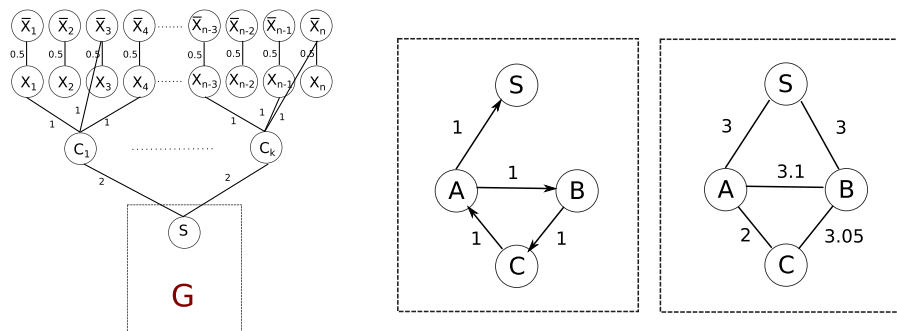 X̅₁ X̅₂ X̅₃ X̅₄ ....... X̅ₙ₋₃ X̅ₙ₋₂ X̅ₙ₋₁ X̅ₙ
0.5 0.5 0.5 0.5 0.5 0.5 0.5 0.5
X₁ X₂ X₃ X₄ ....... Xₙ₋₃ Xₙ₋₂ Xₙ₋₁ Xₙ
1 1 1 1 1 1
C₁ .................. Cₖ
2 2
S
G
S
1
A 1 B
1 1
C
S
3 3
A 3.1 B
2 3.05
C